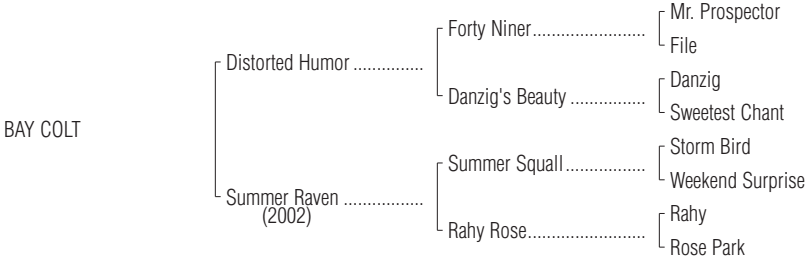 Mr. Prospector
Forty Niner........................
File
Distorted Humor ...............
Danzig
Danzig's Beauty ................
Sweetest Chant
BAY COLT
Storm Bird
Summer Squall.................
Weekend Surprise
Summer Raven .................
(2002)
Rahy
Rahy Rose.........................
Rose Park